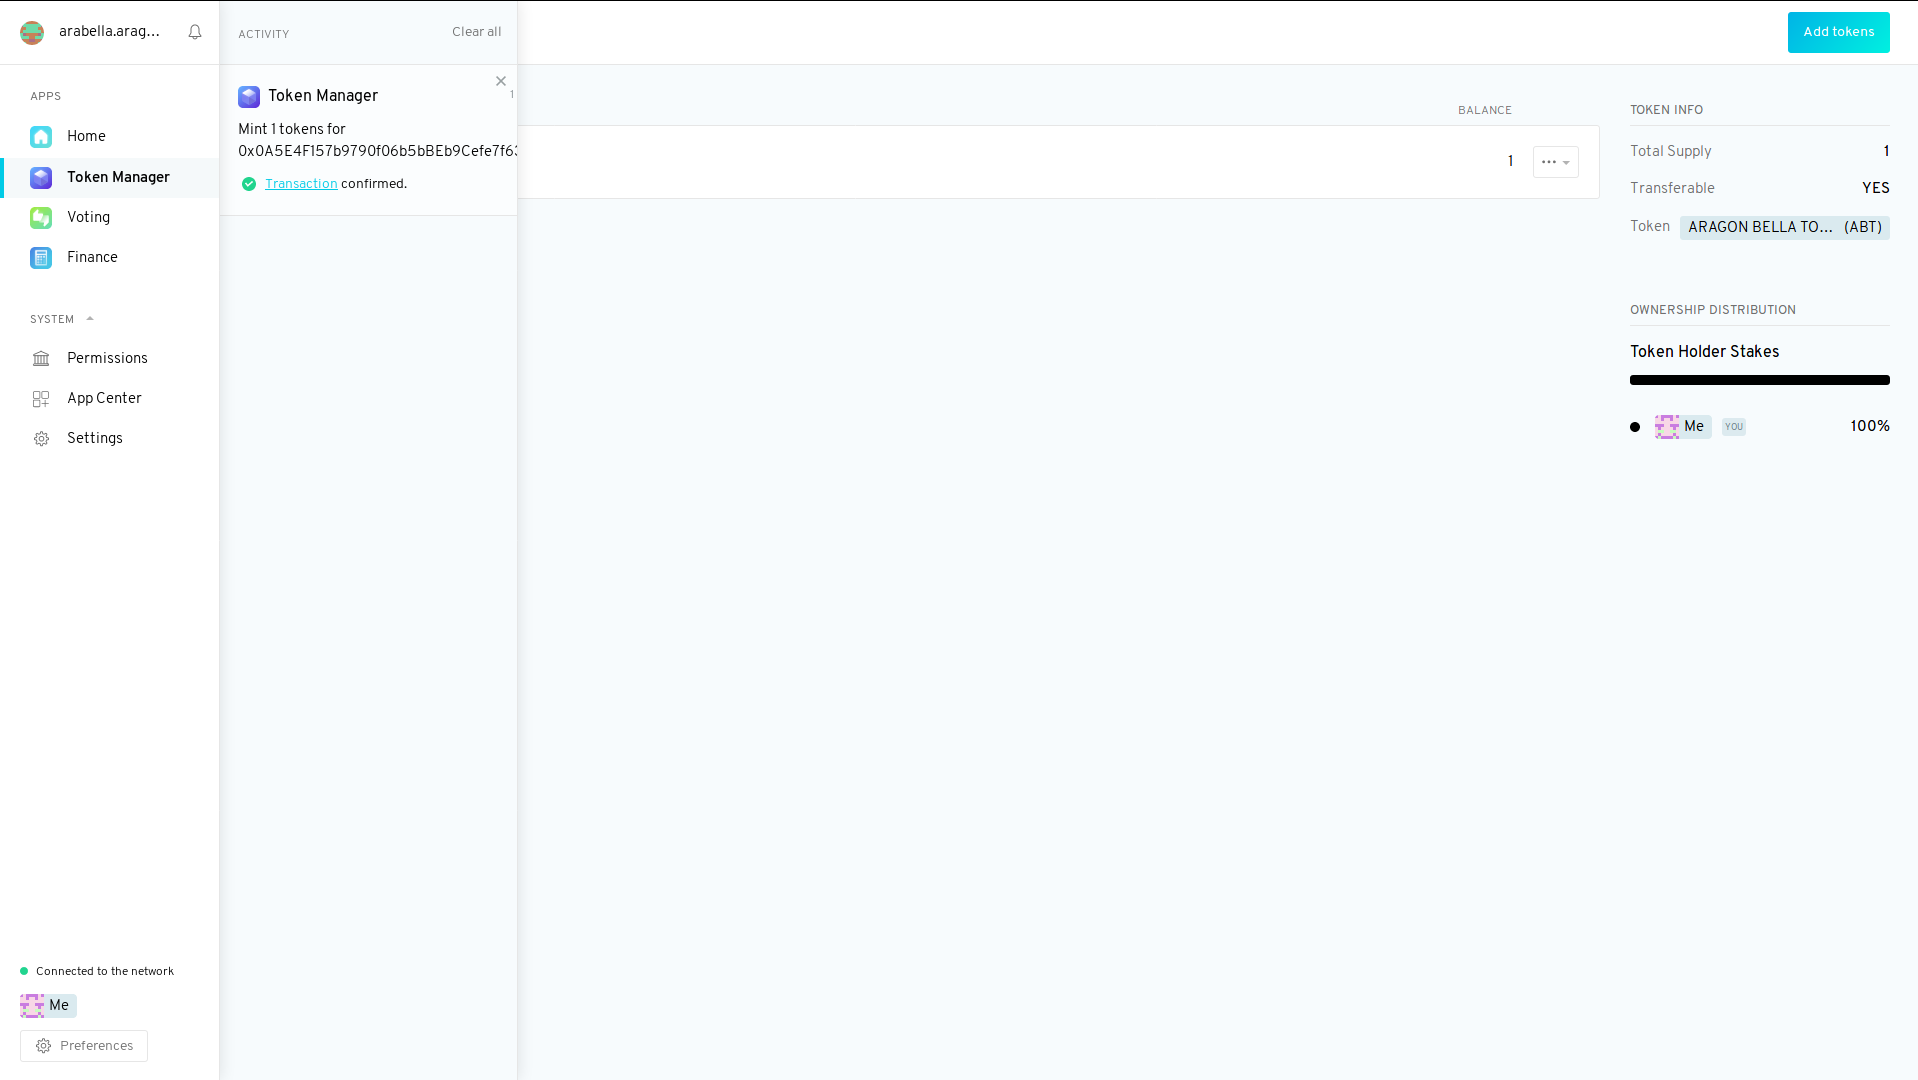 arabella.arag...
APPS
Home
Token Manager
Voting
Finance
SYSTEM
Permissions
App Center
Settings
Connected to the network
Me
Preferences
ACTIVITY
Clear all
Token Manager
1
Mint 1 tokens for
0x0A5E4F157b9790f06b5bBEb9Cefe7f63
Transaction confirmed.
Add tokens
BALANCE
1
TOKEN INFO
Total Supply 1
Transferable YES
Token ARAGON BELLA TO... (ABT)
OWNERSHIP DISTRIBUTION
Token Holder Stakes
Me YOU 100%